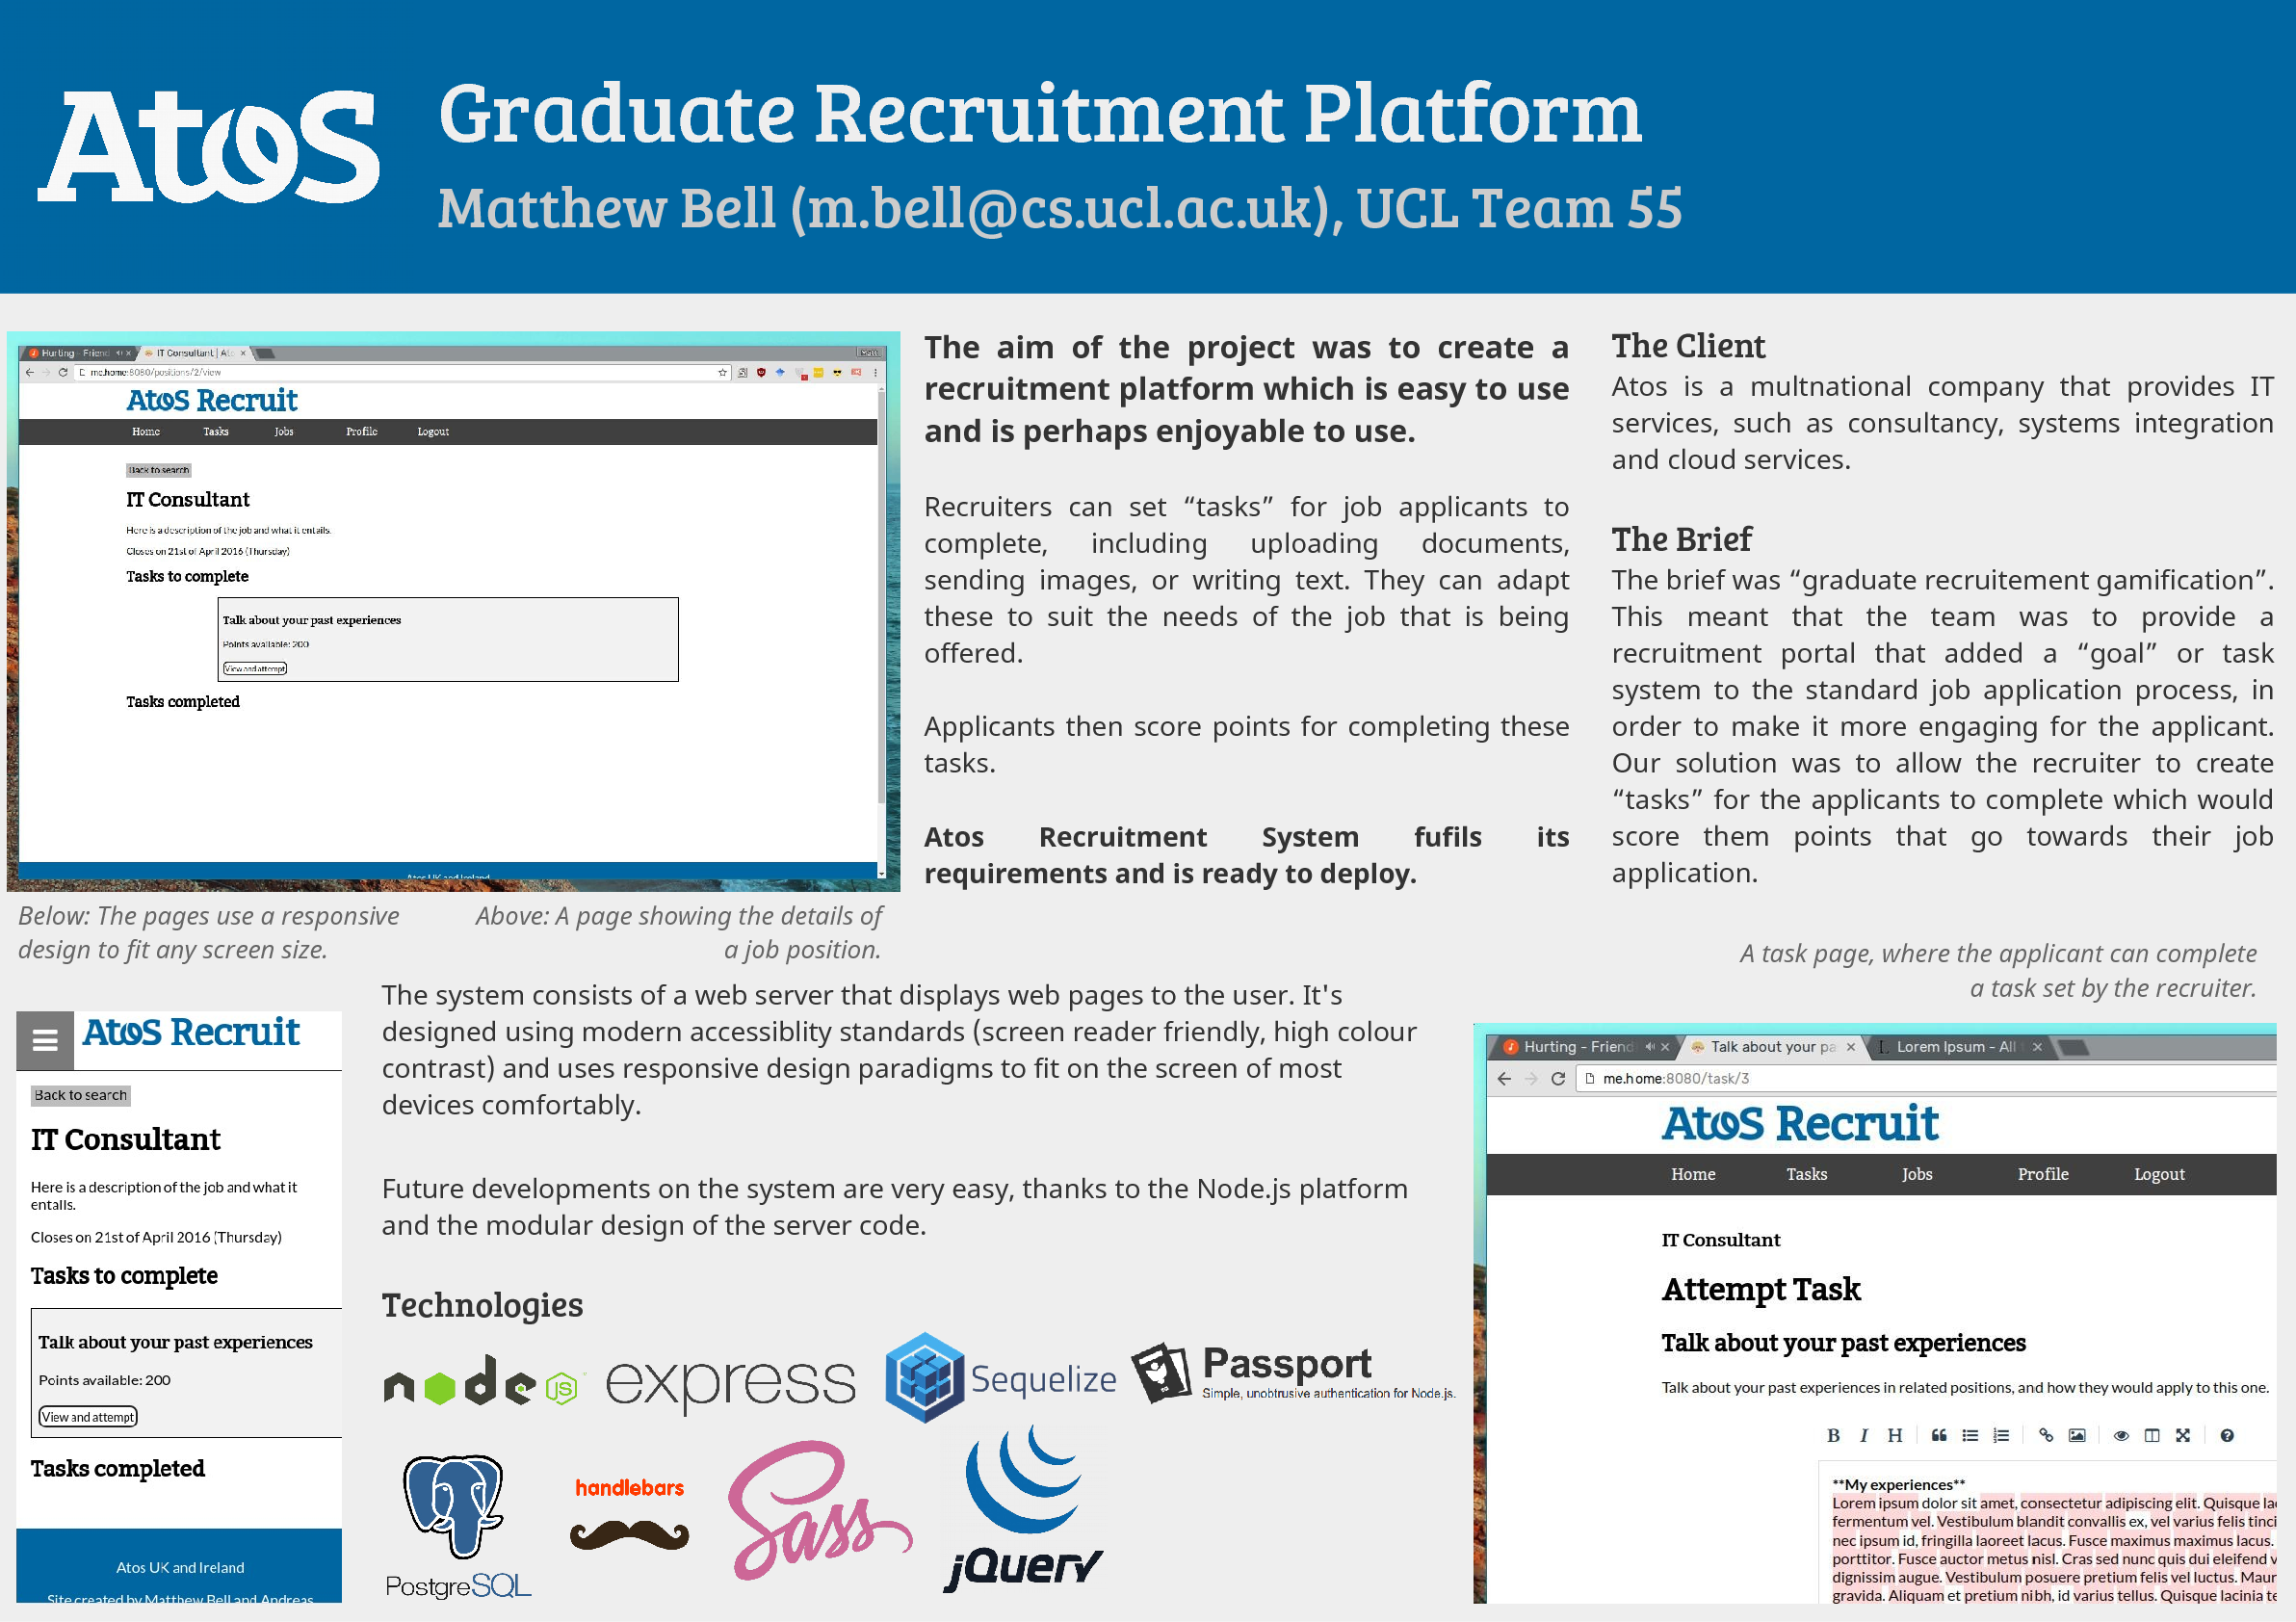 Atos
Graduate Recruitment Platform
Matthew Bell (m.bell@cs.ucl.ac.uk), UCL Team 55
Hurting - Friend
IT Consultant | Ato
me.home:8080/positions/2/view
Atos Recruit
Home Tasks Jobs Profile Logout
Back to search
IT Consultant
Here is a description of the job and what it entails.
Closes on 21st of April 2016 (Thursday)
Tasks to complete
Talk about your past experiences
Points available: 200
View and attempt
Tasks completed
Atos UK and Ireland
The aim of the project was to create a
recruitment platform which is easy to use
and is perhaps enjoyable to use.
Recruiters can set “tasks” for job applicants to
complete, including uploading documents,
sending images, or writing text. They can adapt
these to suit the needs of the job that is being
offered.
Applicants then score points for completing these
tasks.
Atos Recruitment System fufils its
requirements and is ready to deploy.
The Client
Atos is a multnational company that provides IT
services, such as consultancy, systems integration
and cloud services.
The Brief
The brief was “graduate recruitement gamification”.
This meant that the team was to provide a
recruitment portal that added a “goal” or task
system to the standard job application process, in
order to make it more engaging for the applicant.
Our solution was to allow the recruiter to create
“tasks” for the applicants to complete which would
score them points that go towards their job
application.
Below: The pages use a responsive
design to fit any screen size.
Above: A page showing the details of
a job position.
A task page, where the applicant can complete
a task set by the recruiter.
Atos Recruit
Back to search
IT Consultant
Here is a description of the job and what it
entails.
Closes on 21st of April 2016 (Thursday)
Tasks to complete
Talk about your past experiences
Points available: 200
View and attempt
Tasks completed
Atos UK and Ireland
Site created by Matthew Bell and Andreas
The system consists of a web server that displays web pages to the user. It's
designed using modern accessiblity standards (screen reader friendly, high colour
contrast) and uses responsive design paradigms to fit on the screen of most
devices comfortably.
Future developments on the system are very easy, thanks to the Node.js platform
and the modular design of the server code.
Technologies
node JS
express
Sequelize
Passport
Simple, unobtrusive authentication for Node.js.
PostgreSQL
handlebars
Sass
jQuery
Hurting - Friend
Talk about your pa
Lorem Ipsum - All
me.home:8080/task/3
Atos Recruit
Home Tasks Jobs Profile Logout
IT Consultant
Attempt Task
Talk about your past experiences
Talk about your past experiences in related positions, and how they would apply to this one.
B I H
**My experiences**
Lorem ipsum dolor sit amet, consectetur adipiscing elit. Quisque la
fermentum vel. Vestibulum blandit convallis ex, vel varius felis tinci
nec ipsum id, fringilla laoreet lacus. Fusce maximus maximus lacus.
porttitor. Fusce auctor metus nisl. Cras sed nunc quis dui eleifend v
dignissim augue. Vestibulum posuere pretium felis vel luctus. Maur
gravida. Aliquam et pretium nibh, id varius tellus. Quisque lacinia te